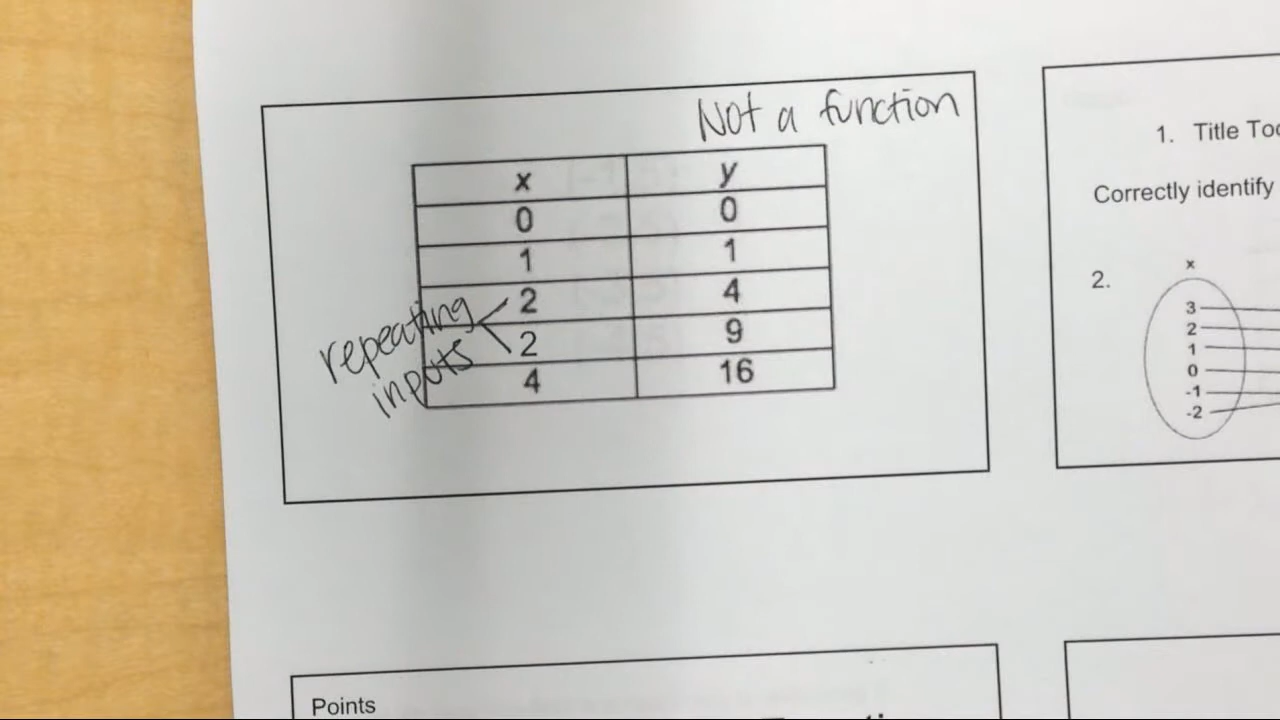 Not a function
x y
0 0
1 1
2 4
2 9
4 16
repeating
inputs
1. Title
Correctly identify
2.
x
3
2
1
0
-1
-2
Points